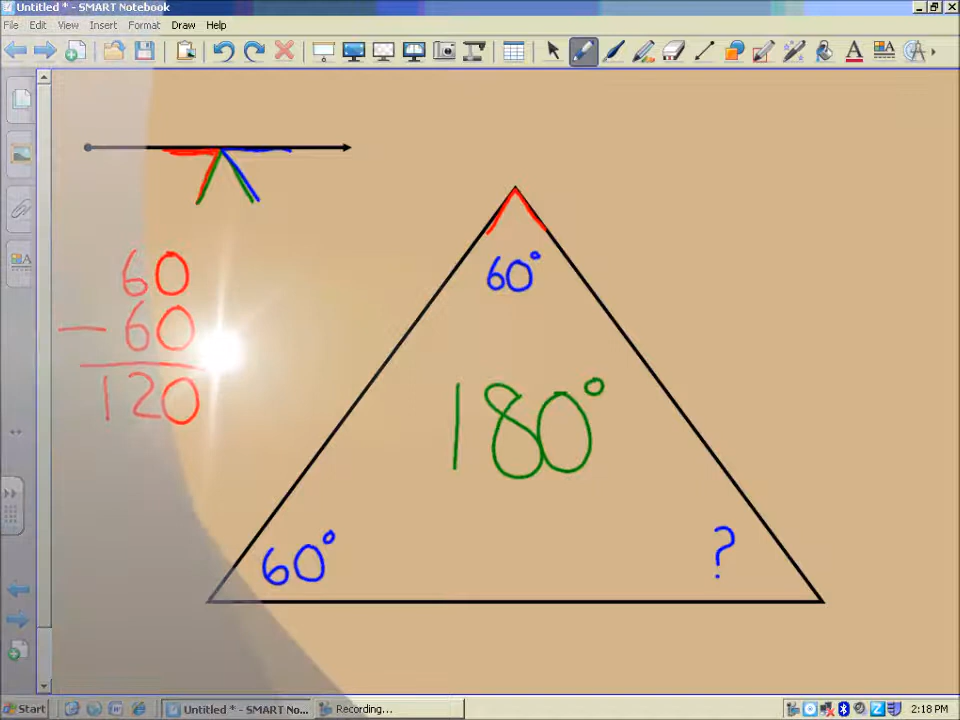 Untitled * - SMART Notebook
File Edit View Insert Format Draw Help
60
- 60
120
60°
180°
60°
?
Start
Untitled * - SMART No...
Recording...
2:18 PM